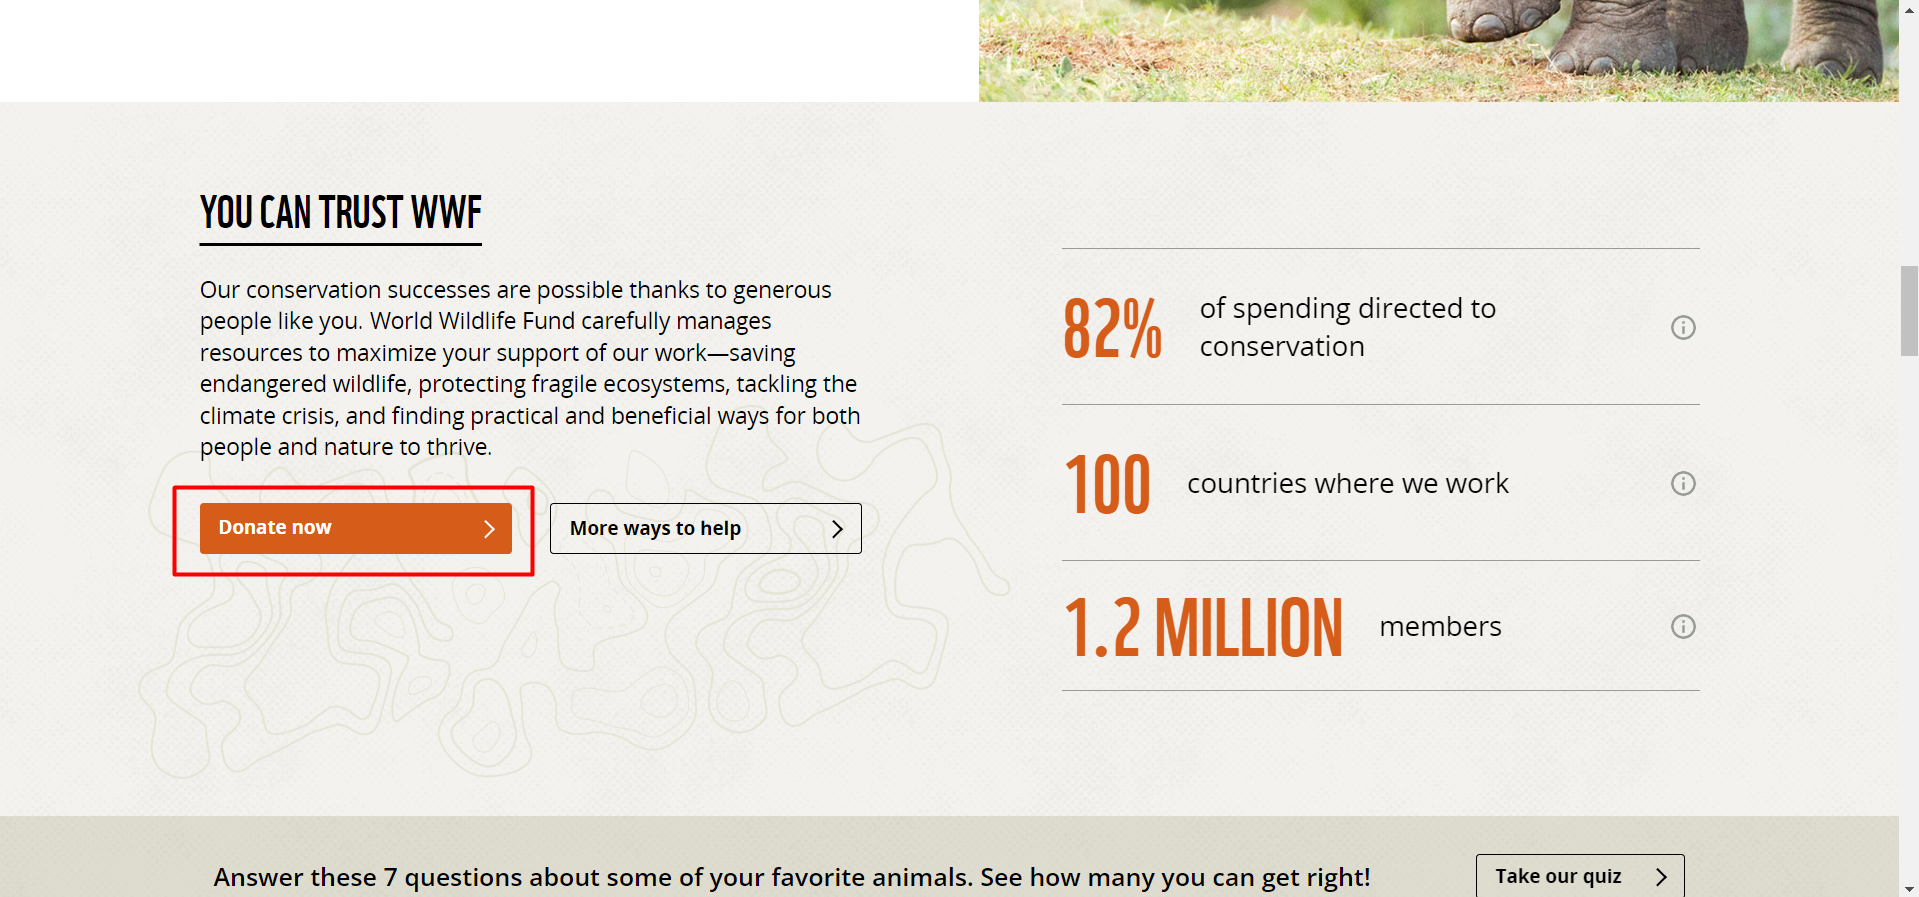 YOU CAN TRUST WWF
Our conservation successes are possible thanks to generous
people like you. World Wildlife Fund carefully manages
resources to maximize your support of our work—saving
endangered wildlife, protecting fragile ecosystems, tackling the
climate crisis, and finding practical and beneficial ways for both
people and nature to thrive.
Donate now
More ways to help
82%
of spending directed to
conservation
100
countries where we work
1.2 MILLION
members
Answer these 7 questions about some of your favorite animals. See how many you can get right!
Take our quiz